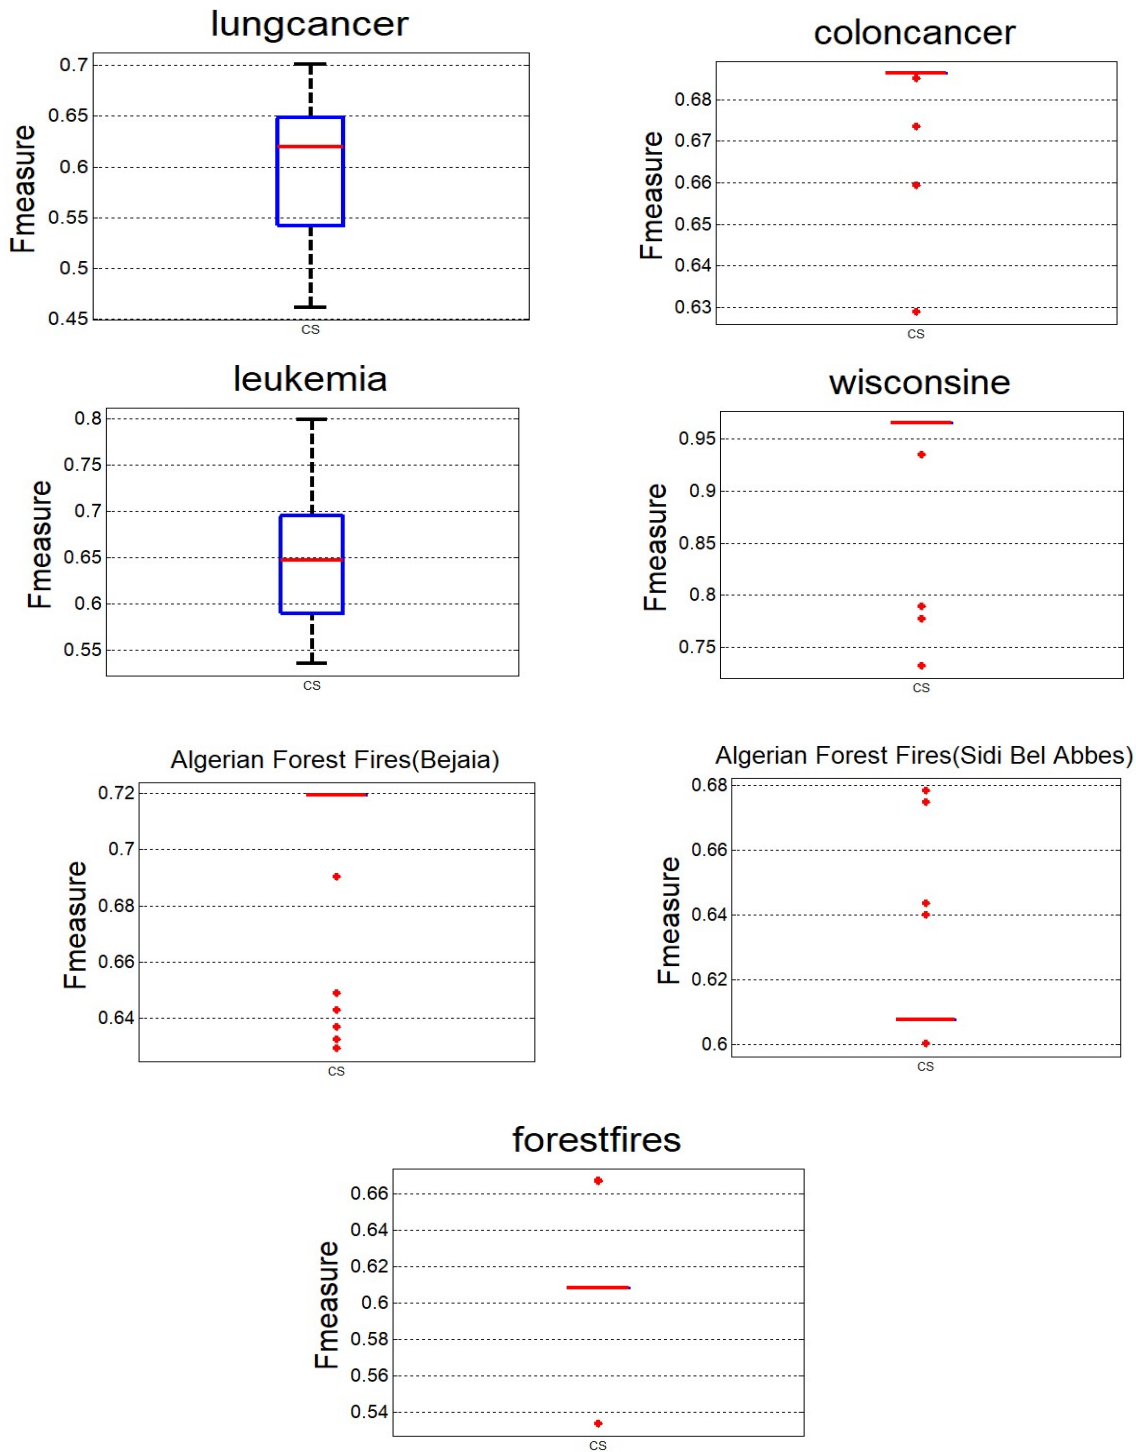 lungcancer
Fmeasure
0.7
0.65
0.6
0.55
0.5
0.45
CS
coloncancer
Fmeasure
0.68
0.67
0.66
0.65
0.64
0.63
CS
leukemia
Fmeasure
0.8
0.75
0.7
0.65
0.6
0.55
CS
wisconsine
Fmeasure
0.95
0.9
0.85
0.8
0.75
CS
Algerian Forest Fires(Bejaia)
Fmeasure
0.72
0.7
0.68
0.66
0.64
CS
Algerian Forest Fires(Sidi Bel Abbes)
Fmeasure
0.68
0.66
0.64
0.62
0.6
CS
forestfires
Fmeasure
0.66
0.64
0.62
0.6
0.58
0.56
0.54
CS